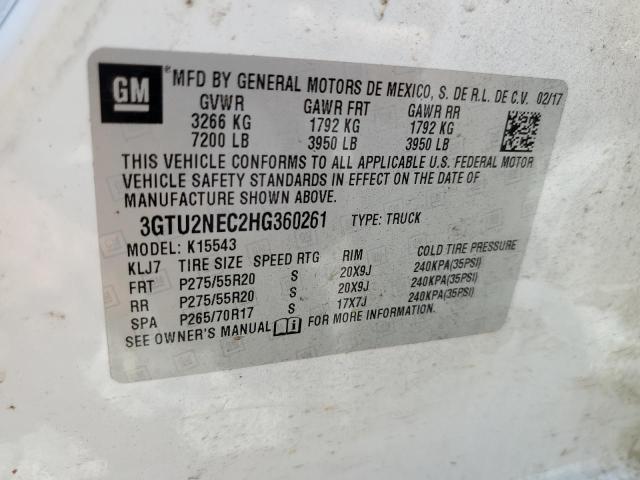 GM
*MFD BY GENERAL MOTORS DE MEXICO, S. DE R.L. DE C.V. 02/17
GVWR GAWR FRT GAWR RR
3266 KG 1792 KG 1792 KG
7200 LB 3950 LB 3950 LB
THIS VEHICLE CONFORMS TO ALL APPLICABLE U.S. FEDERAL MOTOR
VEHICLE SAFETY STANDARDS IN EFFECT ON THE DATE OF
MANUFACTURE SHOWN ABOVE.
3GTU2NEC2HG360261 TYPE: TRUCK
MODEL: K15543
KLJ7 TIRE SIZE SPEED RTG RIM COLD TIRE PRESSURE
FRT P275/55R20 S 20X9J 240KPA(35PSI)
RR P275/55R20 S 20X9J 240KPA(35PSI)
SPA P265/70R17 S 17X7J 240KPA(35PSI)
SEE OWNER'S MANUAL FOR MORE INFORMATION.